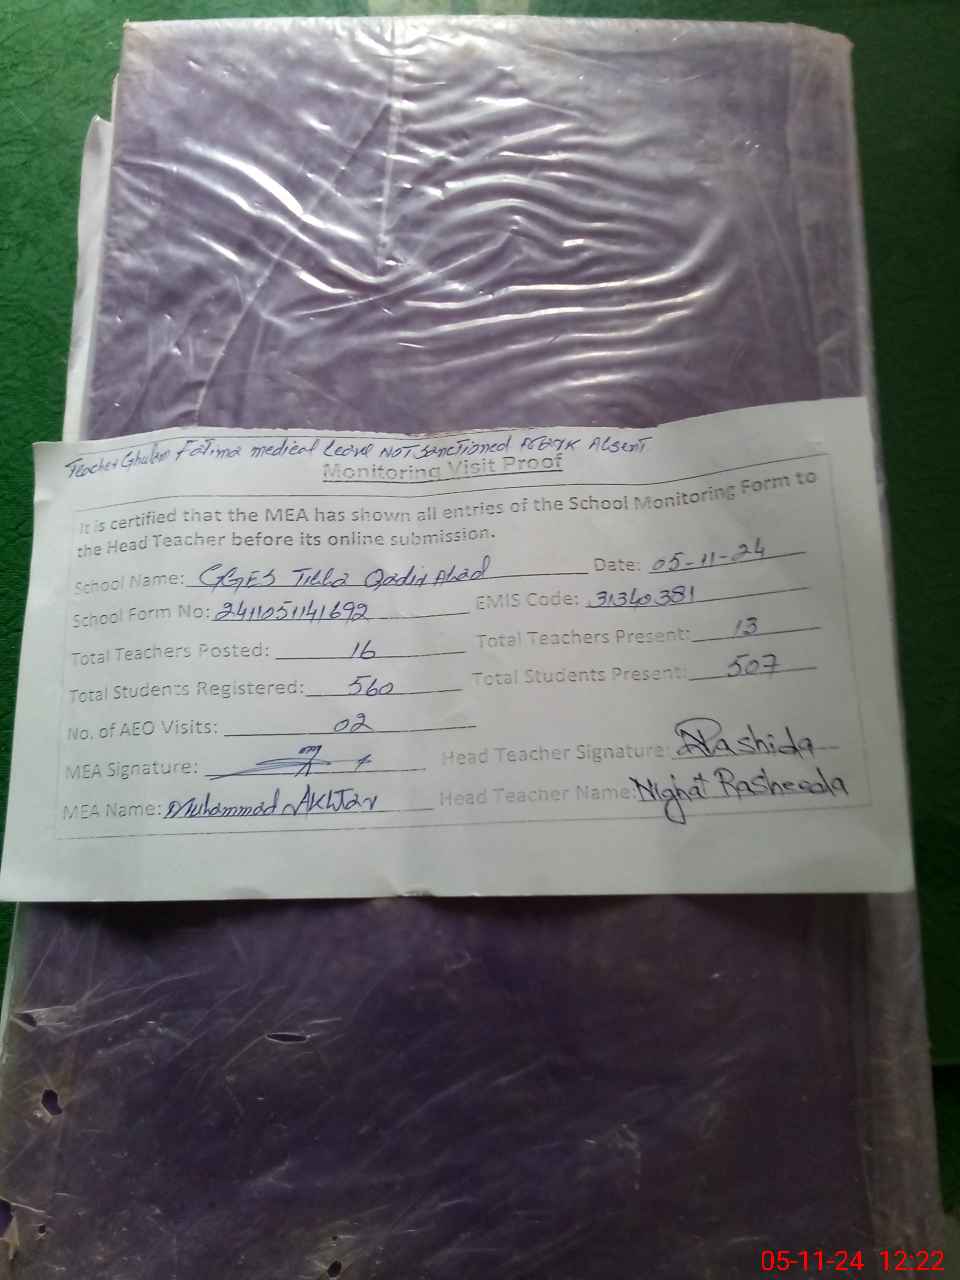 Teacher Ghulam Fatima medical Leave NOT Sanctioned Mark Absent
Monitoring Visit Proof
It is certified that the MEA has shown all entries of the School Monitoring Form to
the Head Teacher before its online submission.
School Name: GGES Tibba Qadir Abad Date: 05-11-24
School Form No: 2411051141692 EMIS Code: 31340381
Total Teachers Posted: 16 Total Teachers Present: 13
Total Students Registered: 560 Total Students Present: 507
No. of AEO Visits: 02
MEA Signature: Head Teacher Signature: NRashida
MEA Name: Muhammad Akhtar Head Teacher Name: Nighat Rasheeda
05-11-24 12:22